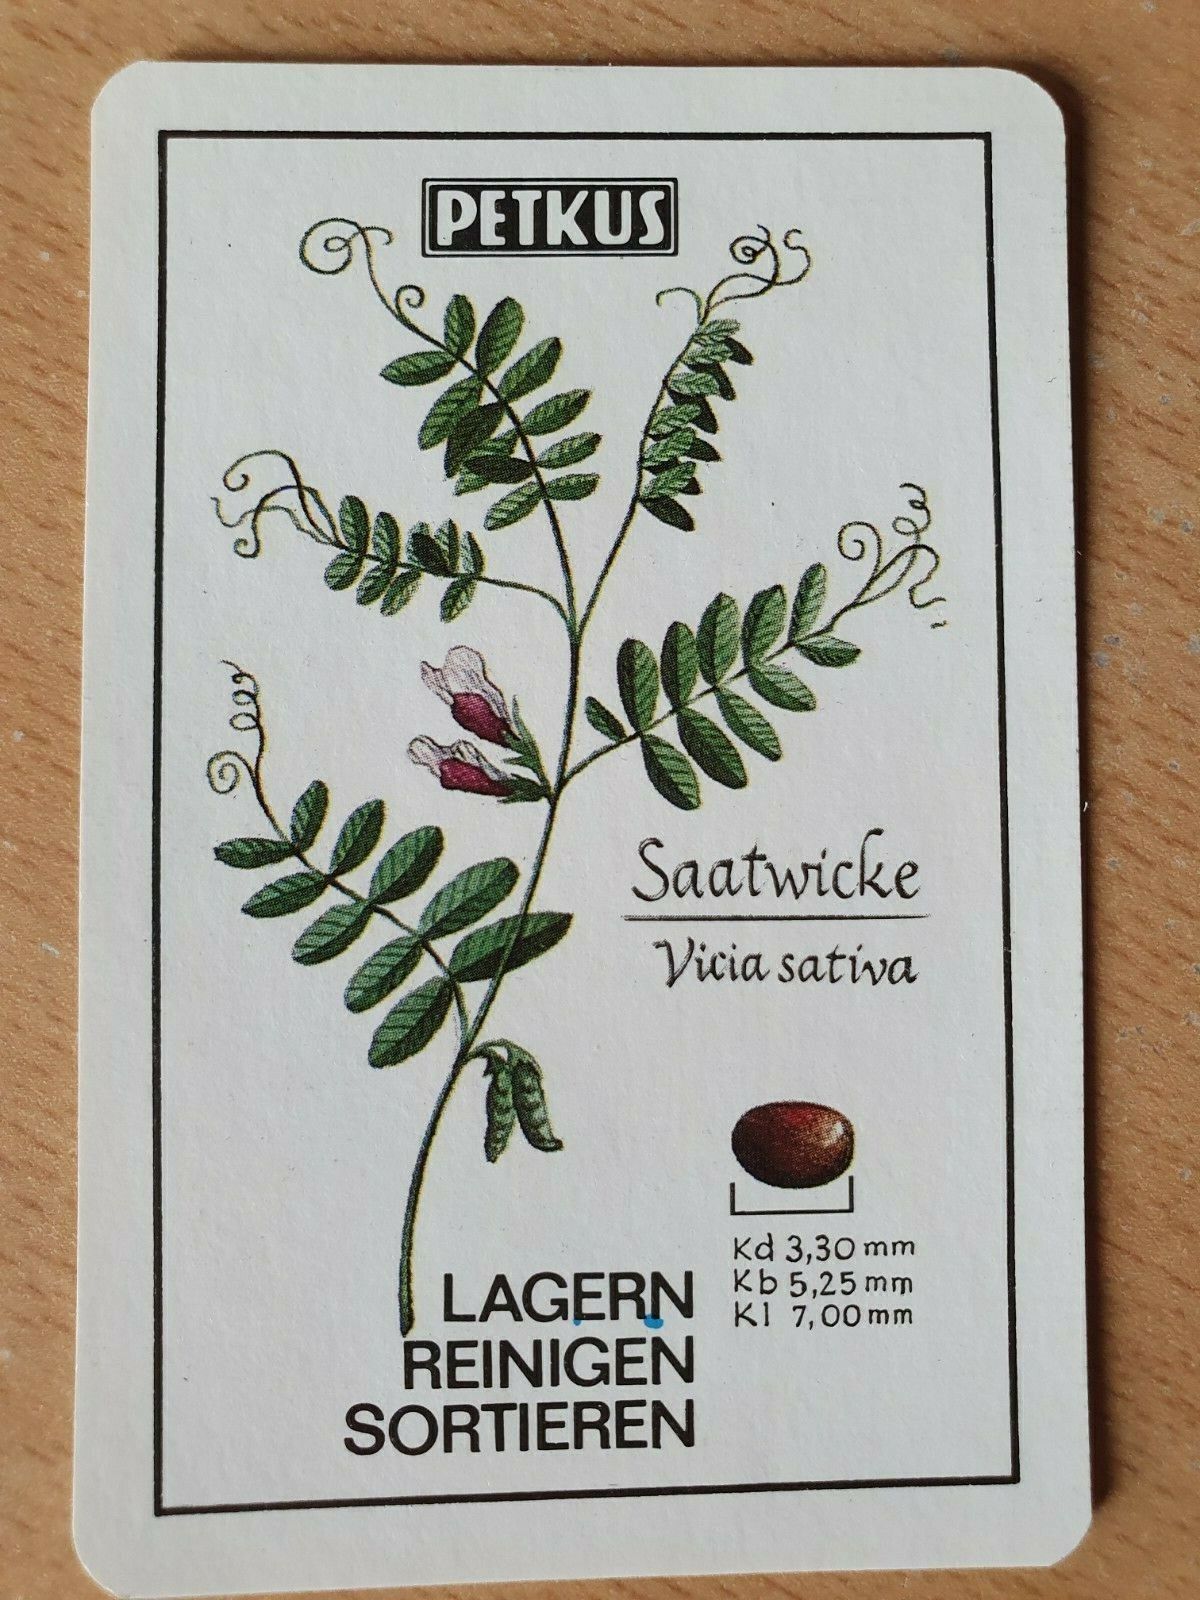 PETKUS
Saatwicke
Vicia sativa
Kd 3,30 mm
Kb 5,25 mm
Kl 7,00 mm
LAGERN
REINIGEN
SORTIEREN